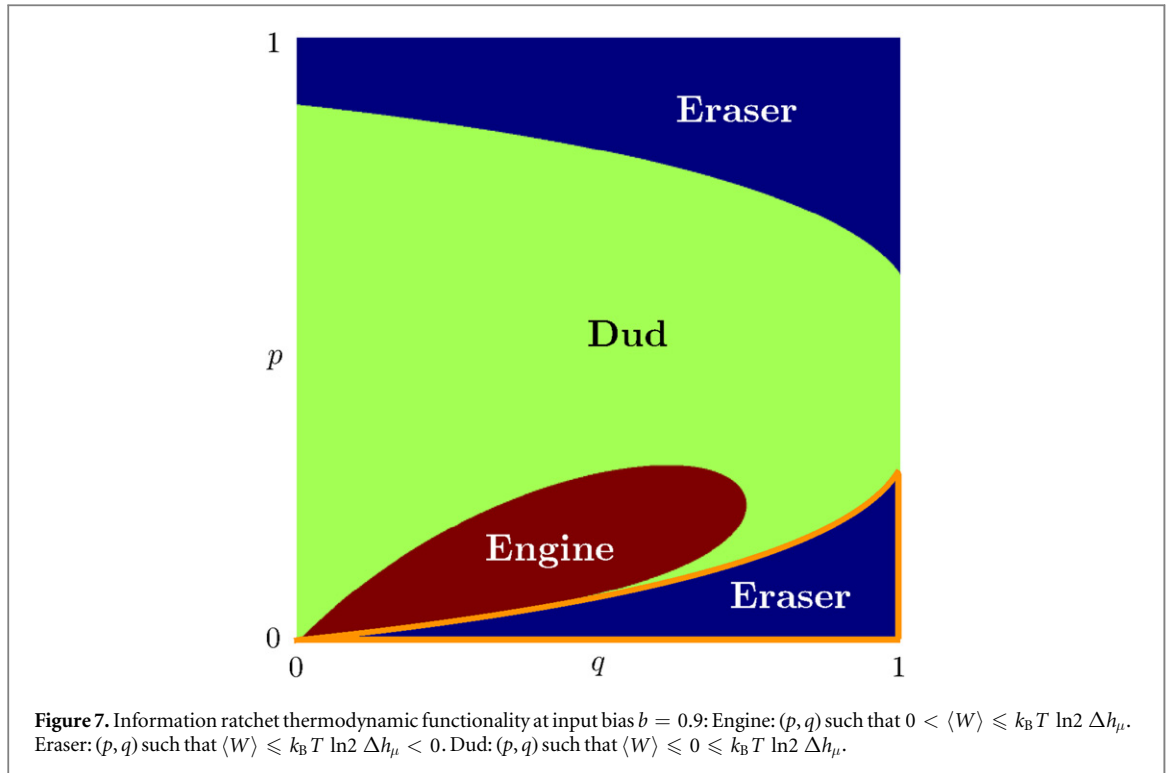 1
Eraser
Dud
p
Engine
Eraser
0
0 q 1
Figure 7. Information ratchet thermodynamic functionality at input bias b = 0.9: Engine: (p, q) such that 0 < ⟨W⟩ ⩽ k_B T ln2 Δh_μ.
Eraser: (p, q) such that ⟨W⟩ ⩽ k_B T ln2 Δh_μ < 0. Dud: (p, q) such that ⟨W⟩ ⩽ 0 ⩽ k_B T ln2 Δh_μ.